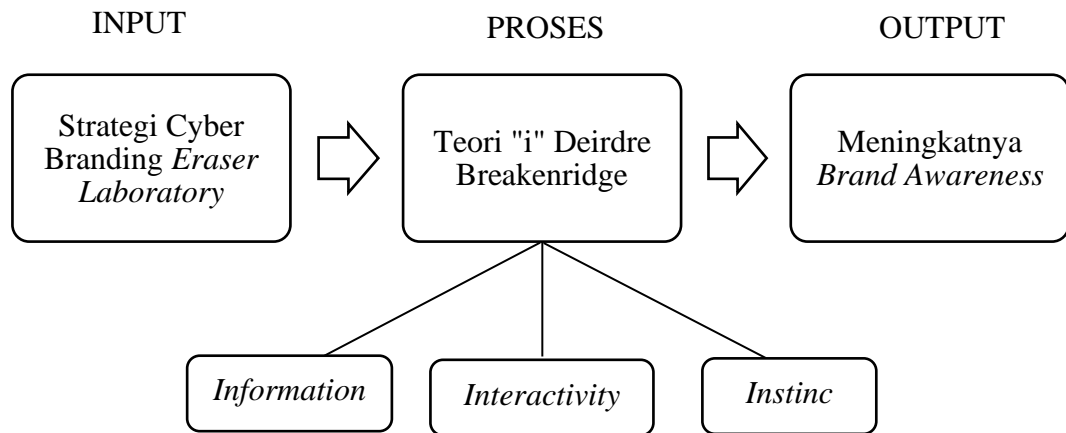 INPUT
PROSES
OUTPUT
Strategi Cyber
Branding Eraser
Laboratory
Teori "i" Deirdre
Breakenridge
Meningkatnya
Brand Awareness
Information
Interactivity
Instinc